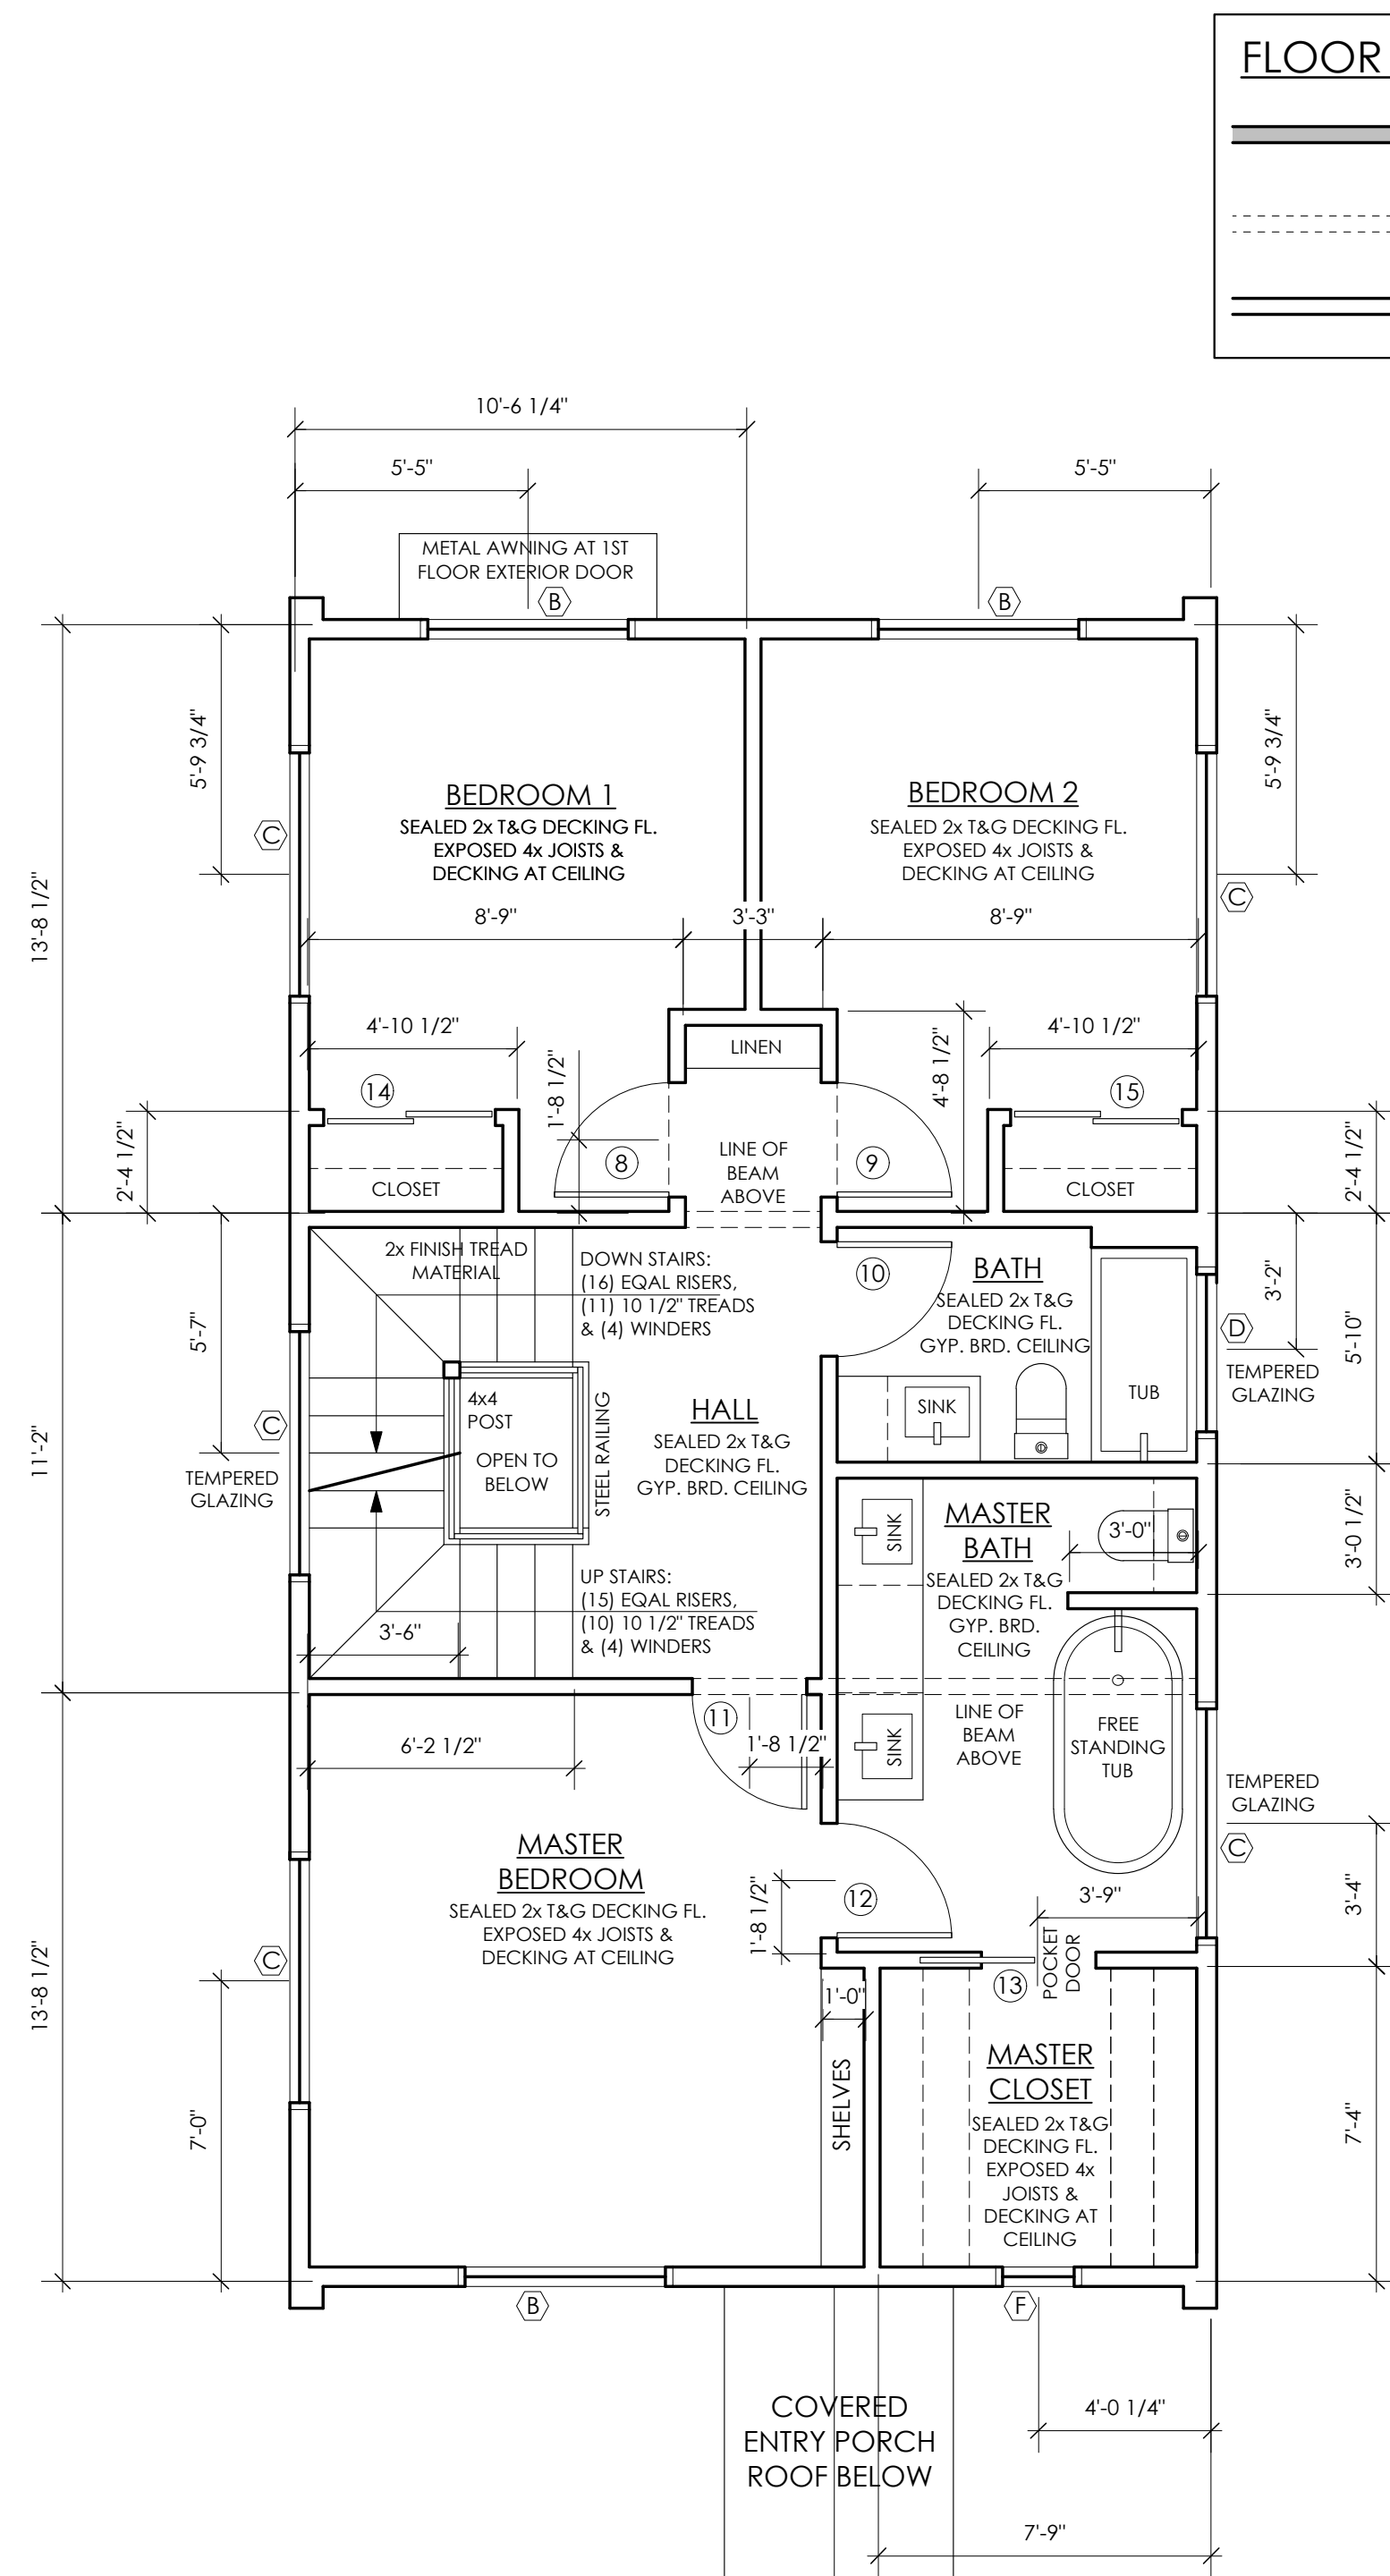 FLOOR
10'-6 1/4"
5'-5"
5'-5"
METAL AWNING AT 1ST
FLOOR EXTERIOR DOOR
B
B
5'-9 3/4"
5'-9 3/4"
13'-8 1/2"
BEDROOM 1
SEALED 2x T&G DECKING FL.
EXPOSED 4x JOISTS &
DECKING AT CEILING
BEDROOM 2
SEALED 2x T&G DECKING FL.
EXPOSED 4x JOISTS &
DECKING AT CEILING
C
C
8'-9"
3'-3"
8'-9"
4'-10 1/2"
LINEN
4'-8 1/2"
4'-10 1/2"
14
1'-8 1/2"
15
2'-4 1/2"
8
LINE OF
BEAM
ABOVE
9
2'-4 1/2"
CLOSET
CLOSET
2x FINISH TREAD
MATERIAL
DOWN STAIRS:
(16) EQAL RISERS,
(11) 10 1/2" TREADS
& (4) WINDERS
10
BATH
SEALED 2x T&G
DECKING FL.
GYP. BRD. CEILING
3'-2"
5'-7"
D
TEMPERED
GLAZING
5'-10"
11'-2"
C
TEMPERED
GLAZING
4x4
POST
OPEN TO
BELOW
STEEL RAILING
HALL
SEALED 2x T&G
DECKING FL.
GYP. BRD. CEILING
SINK
TUB
SINK
MASTER
BATH
SEALED 2x T&G
DECKING FL.
GYP. BRD.
CEILING
3'-0"
3'-0 1/2"
UP STAIRS:
(15) EQAL RISERS,
(10) 10 1/2" TREADS
& (4) WINDERS
3'-6"
11
6'-2 1/2"
1'-8 1/2"
SINK
LINE OF
BEAM
ABOVE
FREE
STANDING
TUB
TEMPERED
GLAZING
C
MASTER
BEDROOM
SEALED 2x T&G DECKING FL.
EXPOSED 4x JOISTS &
DECKING AT CEILING
12
1'-8 1/2"
3'-9"
3'-4"
C
13
POCKET
DOOR
13'-8 1/2"
1'-0"
SHELVES
MASTER
CLOSET
SEALED 2x T&G
DECKING FL.
EXPOSED 4x
JOISTS &
DECKING AT
CEILING
7'-0"
7'-4"
B
F
COVERED
ENTRY PORCH
ROOF BELOW
4'-0 1/4"
7'-9"